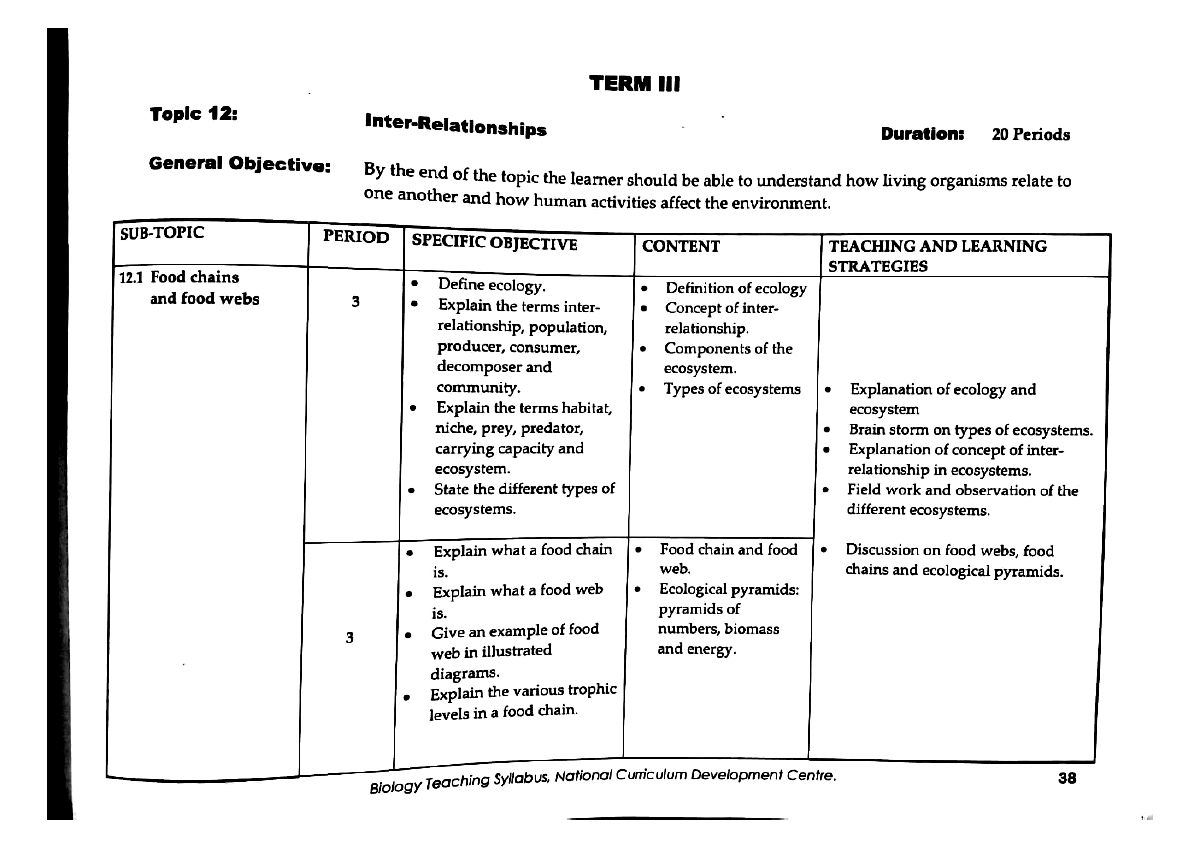 TERM III
Topic 12:
Inter-Relationships
Duration: 20 Periods
General Objective:
By the end of the topic the learner should be able to understand how living organisms relate to
one another and how human activities affect the environment.
SUB-TOPIC
PERIOD
SPECIFIC OBJECTIVE
CONTENT
TEACHING AND LEARNING
STRATEGIES
12.1 Food chains
and food webs
3
• Define ecology.
• Explain the terms inter-
relationship, population,
producer, consumer,
decomposer and
community.
• Explain the terms habitat,
niche, prey, predator,
carrying capacity and
ecosystem.
• State the different types of
ecosystems.
• Definition of ecology
• Concept of inter-
relationship.
• Components of the
ecosystem.
• Types of ecosystems
• Explanation of ecology and
ecosystem
• Brain storm on types of ecosystems.
• Explanation of concept of inter-
relationship in ecosystems.
• Field work and observation of the
different ecosystems.
3
• Explain what a food chain
is.
• Explain what a food web
is.
• Give an example of food
web in illustrated
diagrams.
• Explain the various trophic
levels in a food chain.
• Food chain and food
web.
• Ecological pyramids:
pyramids of
numbers, biomass
and energy.
• Discussion on food webs, food
chains and ecological pyramids.
Biology Teaching Syllabus, National Curriculum Development Centre.
38